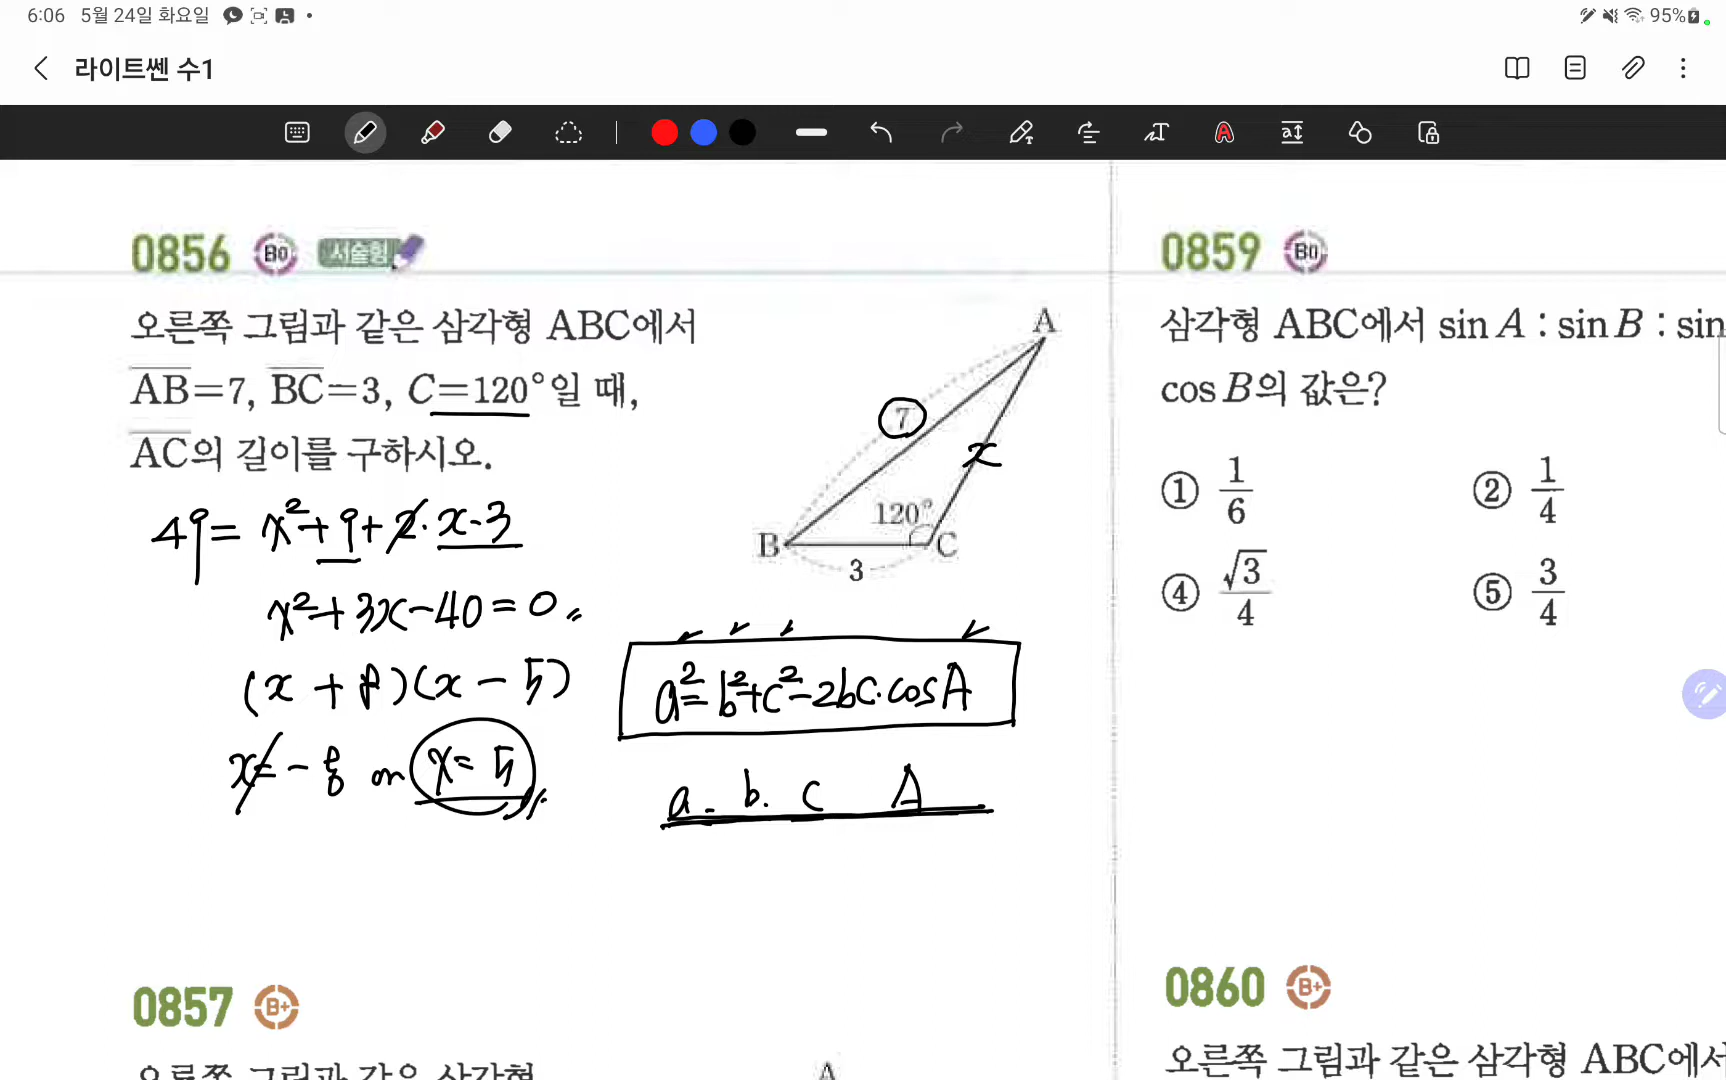 6:06 5월 24일 화요일 95%
라이트쎈 수1
0856 B0 서술형
오른쪽 그림과 같은 삼각형 ABC에서
AB=7, BC=3, C=120°일 때,
AC의 길이를 구하시오.
A
7
x
120°
B
C
3
49= x²+9+2·x·3
x²+3x-40=0
(x+8)(x-5)
x=-8 or x=5
a²=b²+c²-2bc·cosA
a. b. c A
0857 B+
A
0859 B0
삼각형 ABC에서 sin A : sin B : sin
cos B의 값은?
① 1/6 ② 1/4
④ √3/4 ⑤ 3/4
0860 B+
오른쪽 그림과 같은 삼각형 ABC에서